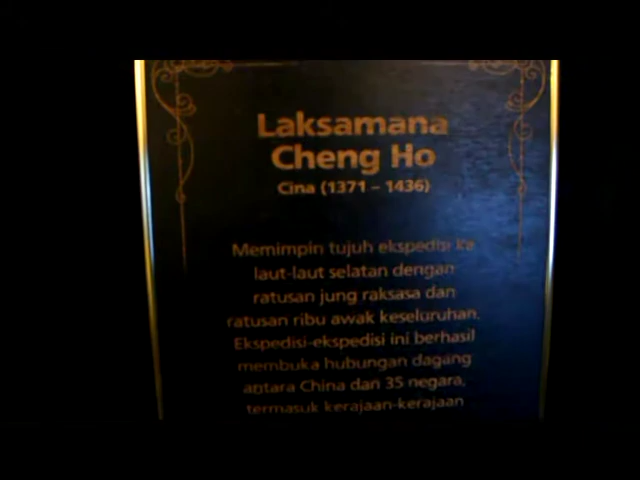 Laksamana
Cheng Ho
Cina (1371 – 1436)
Memimpin tujuh ekspedisi ke
laut-laut selatan dengan
ratusan jung raksasa dan
ratusan ribu awak keseluruhan.
Ekspedisi-ekspedisi ini berhasil
membuka hubungan dagang
antara China dan 35 negara,
termasuk kerajaan-kerajaan